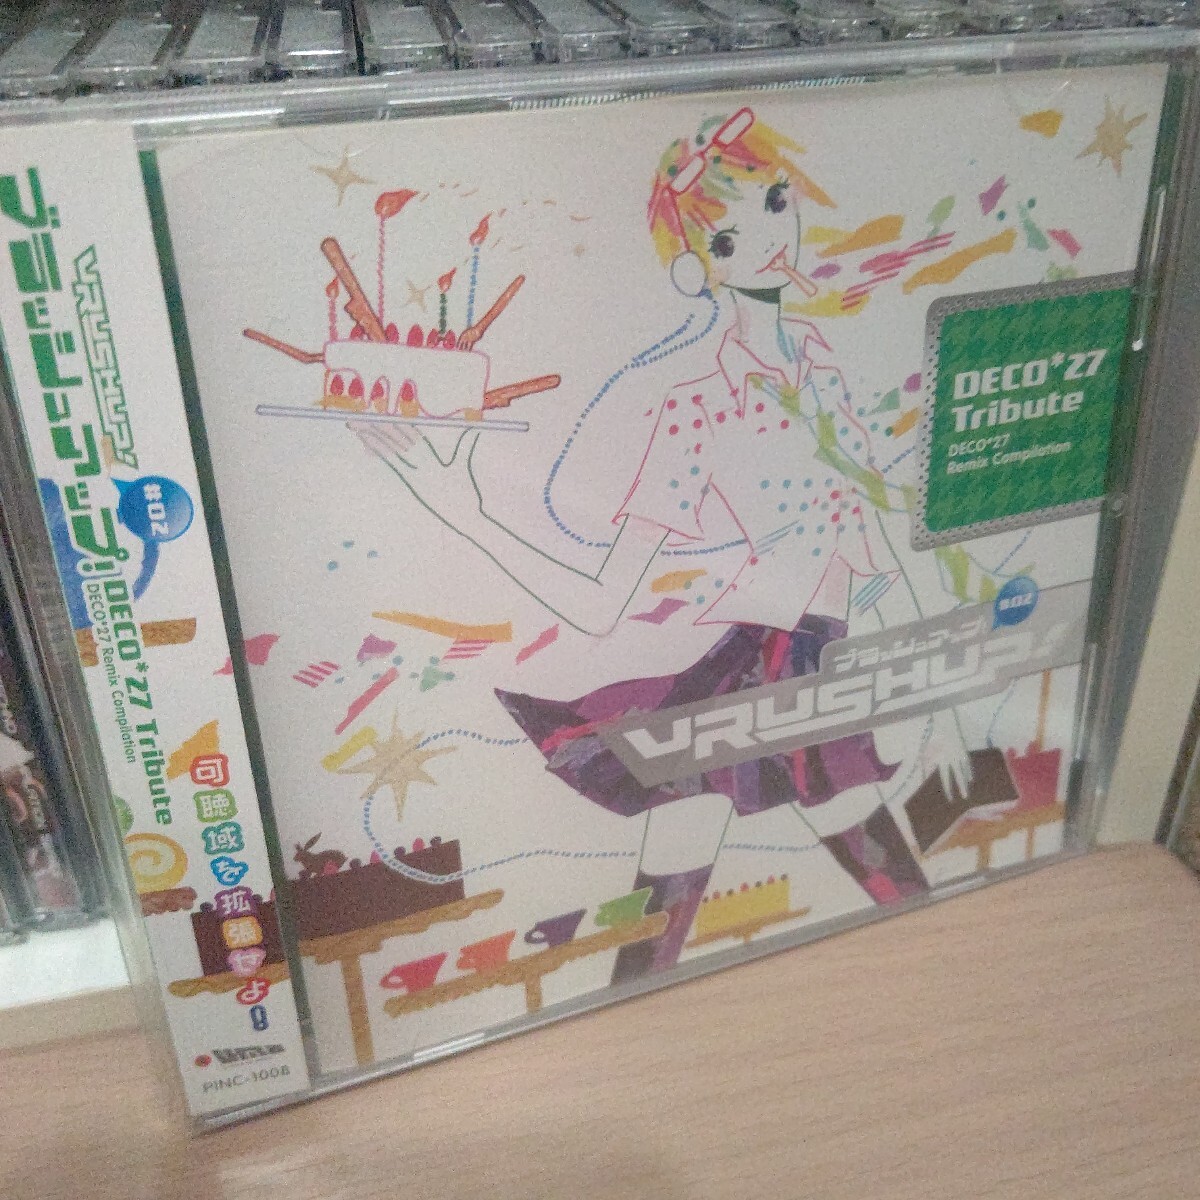 VRUSHUP!
ブラッシュアップ!
#02
DECO*27 Tribute
DECO*27 Remix Compilation
可聴域を拡張せよ!
PINC-1008
DECO*27
Tribute
DECO*27
Remix Compilation
#02
ブラッシュアップ
VRUSHUP!